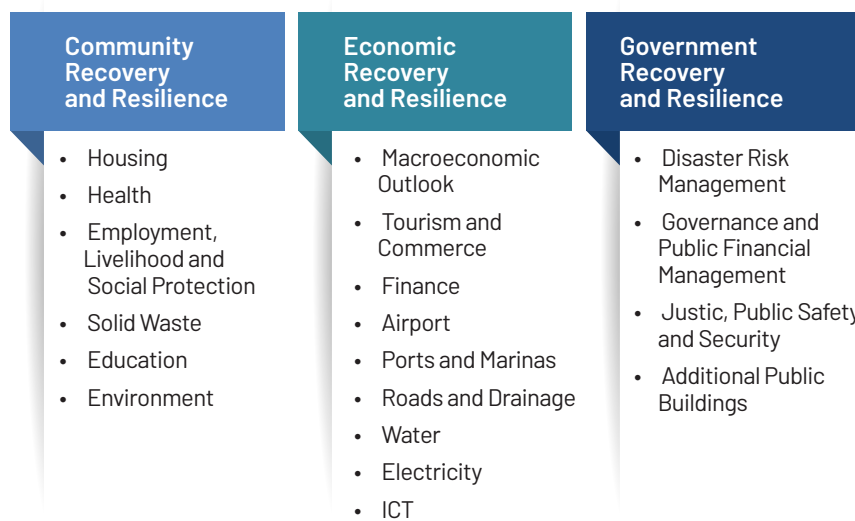 Community
Recovery
and Resilience
• Housing
• Health
• Employment,
Livelihood and
Social Protection
• Solid Waste
• Education
• Environment
Economic
Recovery
and Resilience
• Macroeconomic
Outlook
• Tourism and
Commerce
• Finance
• Airport
• Ports and Marinas
• Roads and Drainage
• Water
• Electricity
• ICT
Government
Recovery
and Resilience
• Disaster Risk
Management
• Governance and
Public Financial
Management
• Justic, Public Safety
and Security
• Additional Public
Buildings